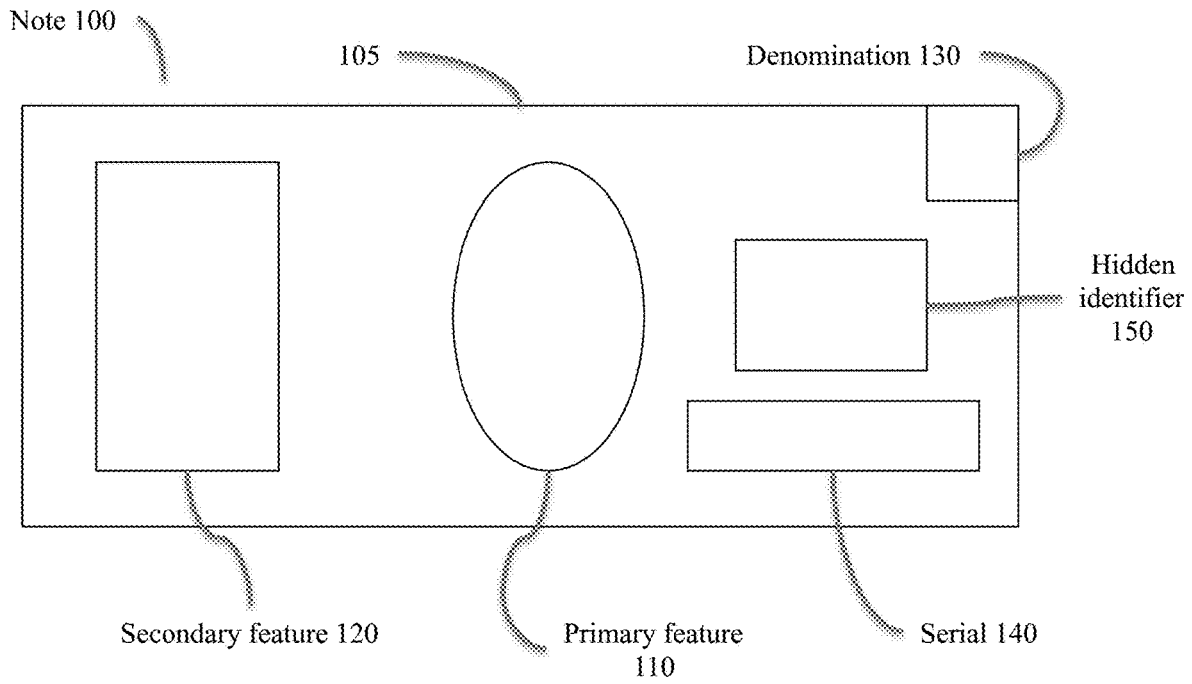 Note 100
105
Denomination 130
Hidden
identifier
150
Secondary feature 120
Primary feature
110
Serial 140